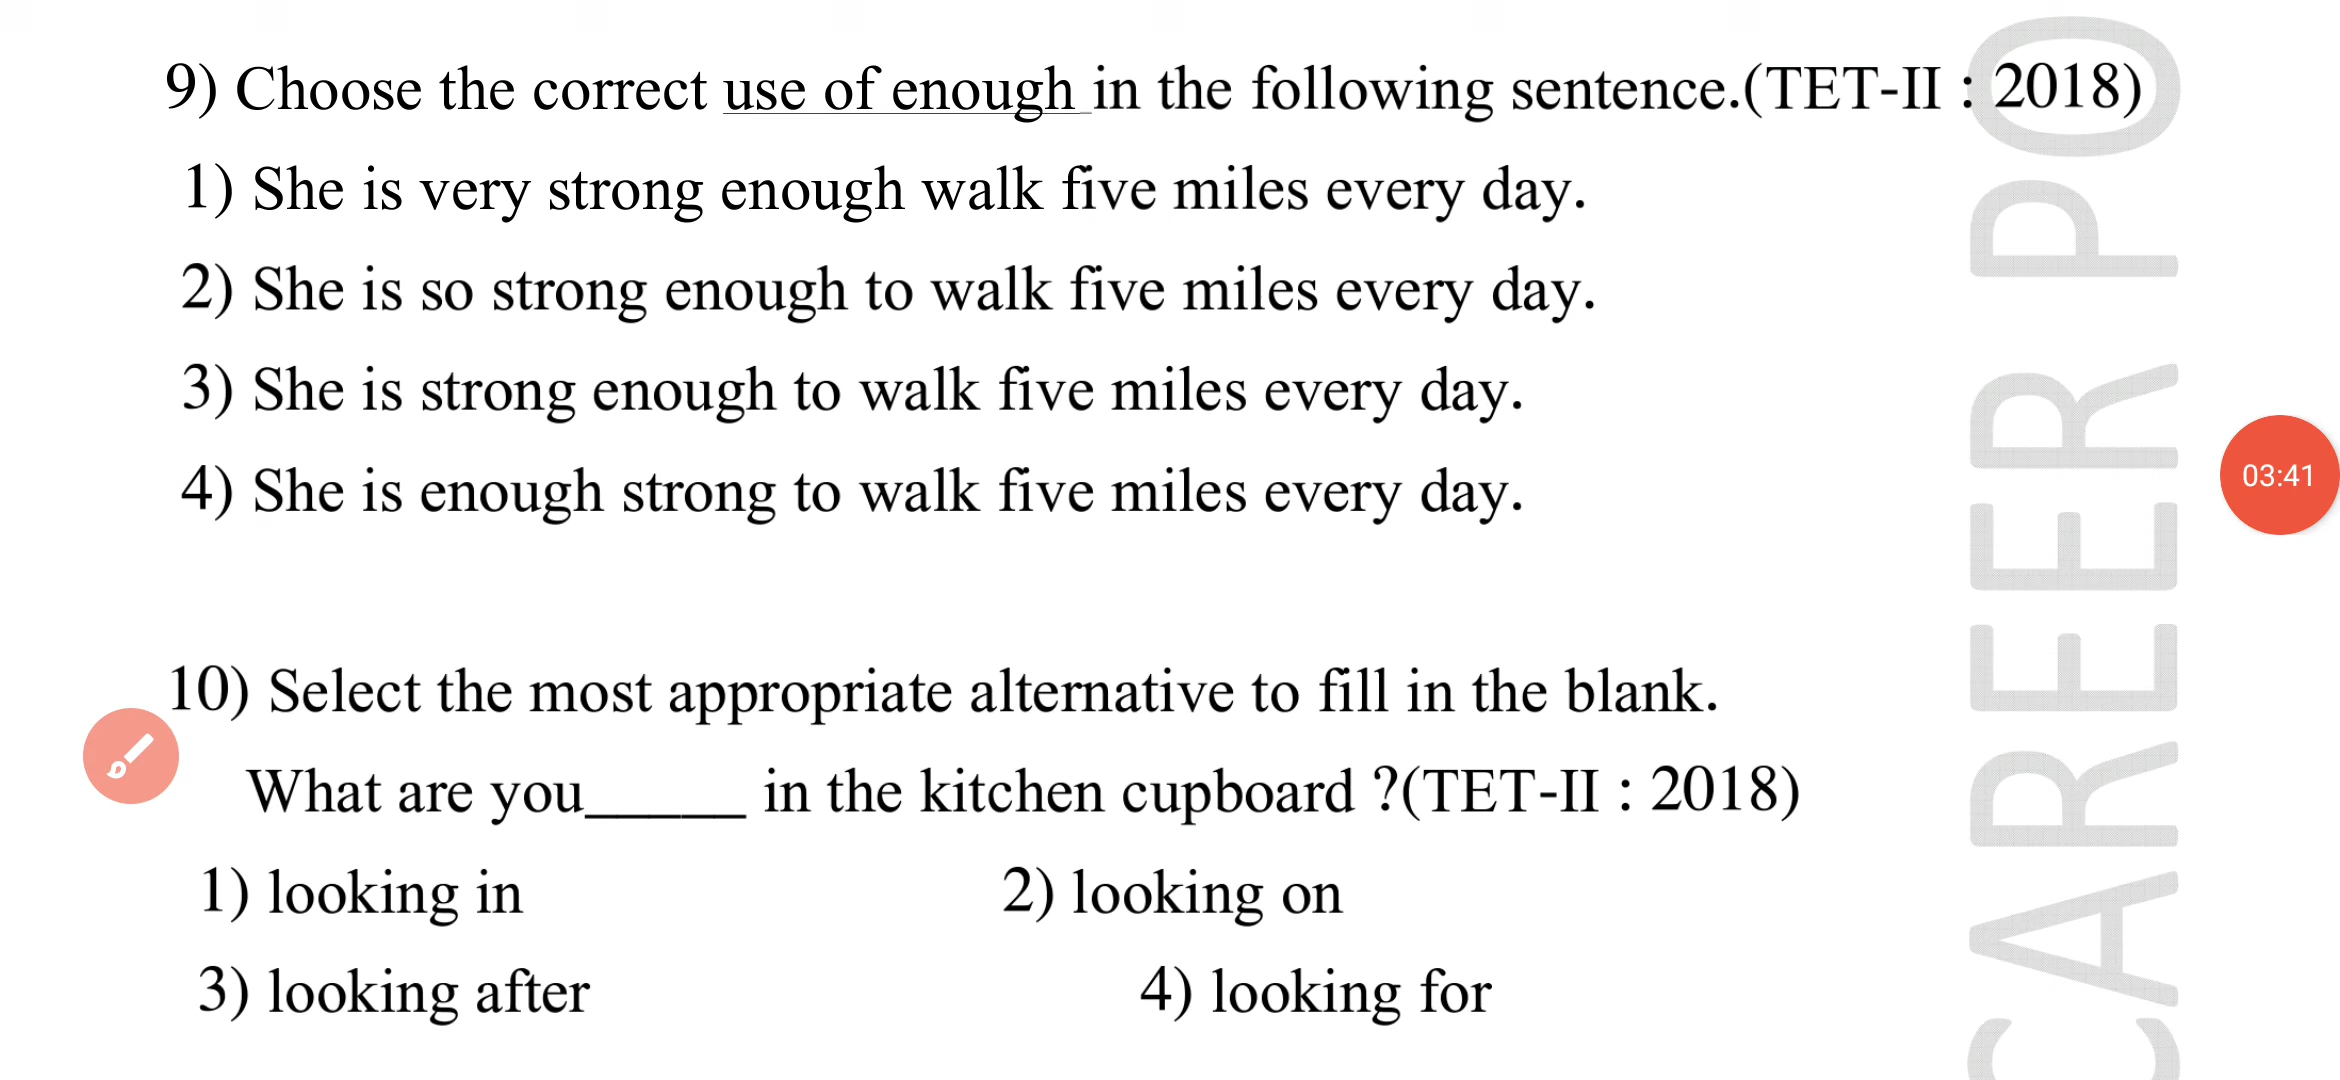 9) Choose the correct use of enough in the following sentence.(TET-II : 2018)
1) She is very strong enough walk five miles every day.
2) She is so strong enough to walk five miles every day.
3) She is strong enough to walk five miles every day.
4) She is enough strong to walk five miles every day.
10) Select the most appropriate alternative to fill in the blank.
What are you_____ in the kitchen cupboard ?(TET-II : 2018)
1) looking in 2) looking on
3) looking after 4) looking for
CAREER PO
03:41